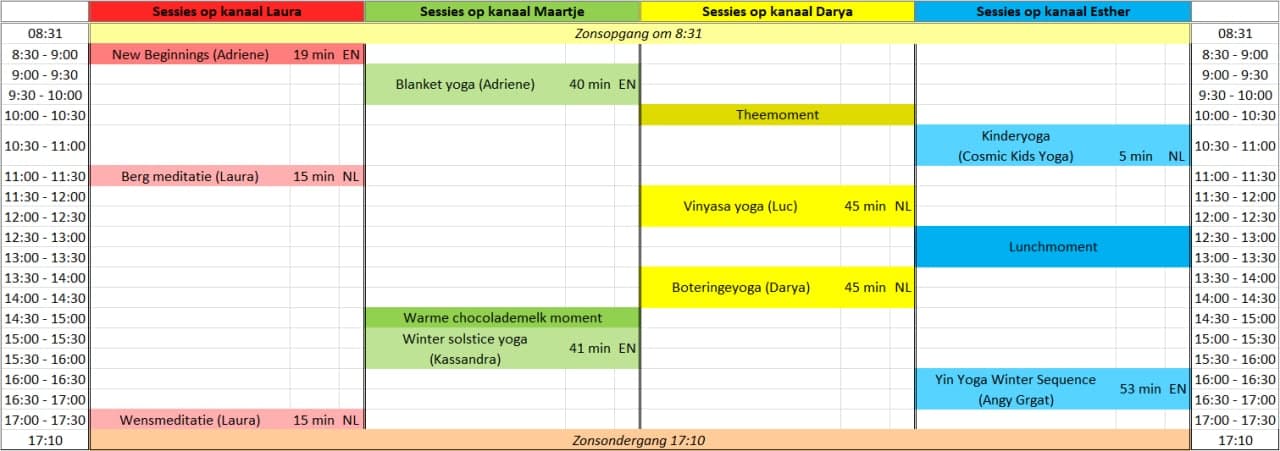 Sessies op kanaal Laura Sessies op kanaal Maartje Sessies op kanaal Darya Sessies op kanaal Esther
08:31 Zonsopgang om 8:31 08:31
8:30 - 9:00 New Beginnings (Adriene) 19 min EN 8:30 - 9:00
9:00 - 9:30 9:00 - 9:30
Blanket yoga (Adriene) 40 min EN
9:30 - 10:00 9:30 - 10:00
10:00 - 10:30 Theemoment 10:00 - 10:30
Kinderyoga
10:30 - 11:00 10:30 - 11:00
(Cosmic Kids Yoga) 5 min NL
11:00 - 11:30 Berg meditatie (Laura) 15 min NL 11:00 - 11:30
11:30 - 12:00 11:30 - 12:00
Vinyasa yoga (Luc) 45 min NL
12:00 - 12:30 12:00 - 12:30
12:30 - 13:00 12:30 - 13:00
Lunchmoment
13:00 - 13:30 13:00 - 13:30
13:30 - 14:00 13:30 - 14:00
Boteringeyoga (Darya) 45 min NL
14:00 - 14:30 14:00 - 14:30
14:30 - 15:00 Warme chocolademelk moment 14:30 - 15:00
15:00 - 15:30 Winter solstice yoga 15:00 - 15:30
41 min EN
15:30 - 16:00 (Kassandra) 15:30 - 16:00
16:00 - 16:30 Yin Yoga Winter Sequence 16:00 - 16:30
53 min EN
16:30 - 17:00 (Angy Grgat) 16:30 - 17:00
17:00 - 17:30 Wensmeditatie (Laura) 15 min NL 17:00 - 17:30
17:10 Zonsondergang 17:10 17:10